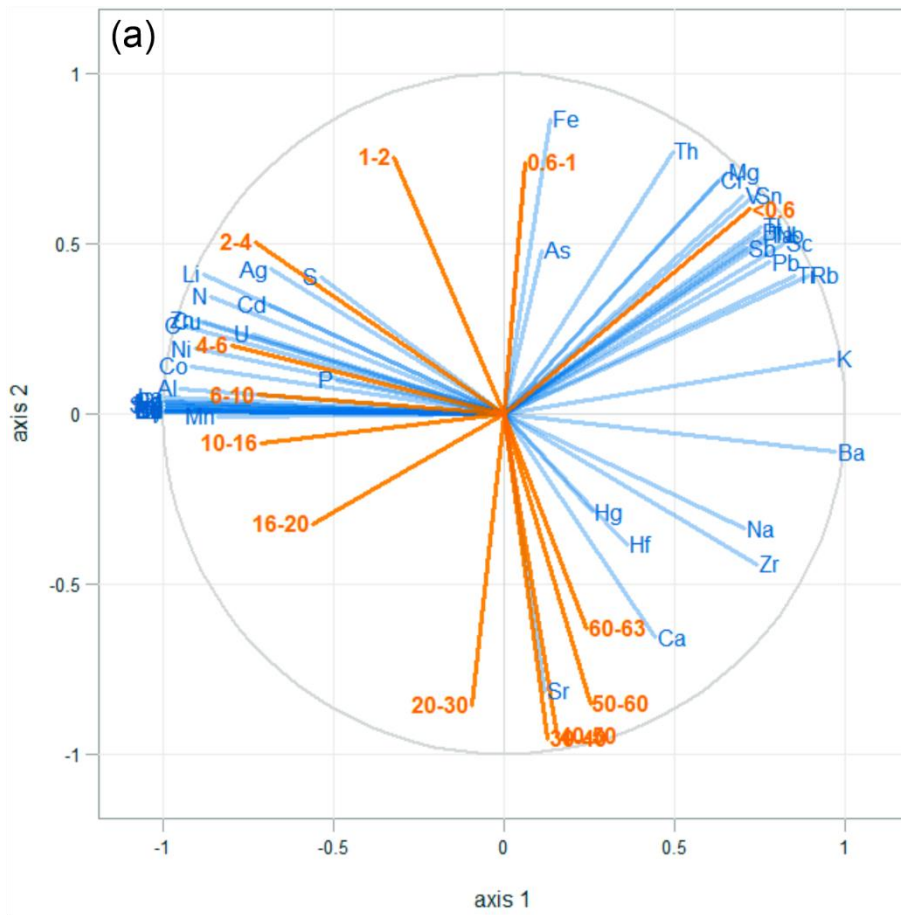 (a)
1
Fe
1-2
0.6-1
Th
Mg
Cr
V
Sn
<0.6
2-4
0.5
Sc
Sb
As
Ag
S
Li
Pb
Rb
N
Cd
Cu
U
4-6
Ni
K
Co
P
Al
6-10
0
Mn
10-16
Ba
axis 2
Hg
16-20
Na
Hf
Zr
-0.5
60-63
Ca
Sr
50-60
20-30
-1
-1
-0.5
0
0.5
1
axis 1